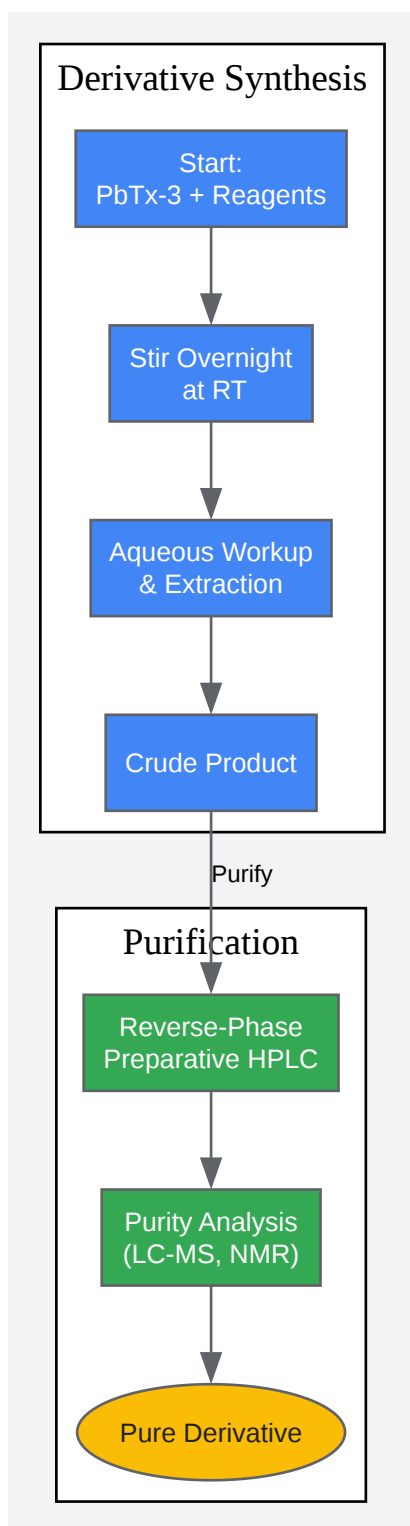 Derivative Synthesis
Start:
PbTx-3 + Reagents
Stir Overnight
at RT
Aqueous Workup
& Extraction
Crude Product
Purify
Purification
Reverse-Phase
Preparative HPLC
Purity Analysis
(LC-MS, NMR)
Pure Derivative